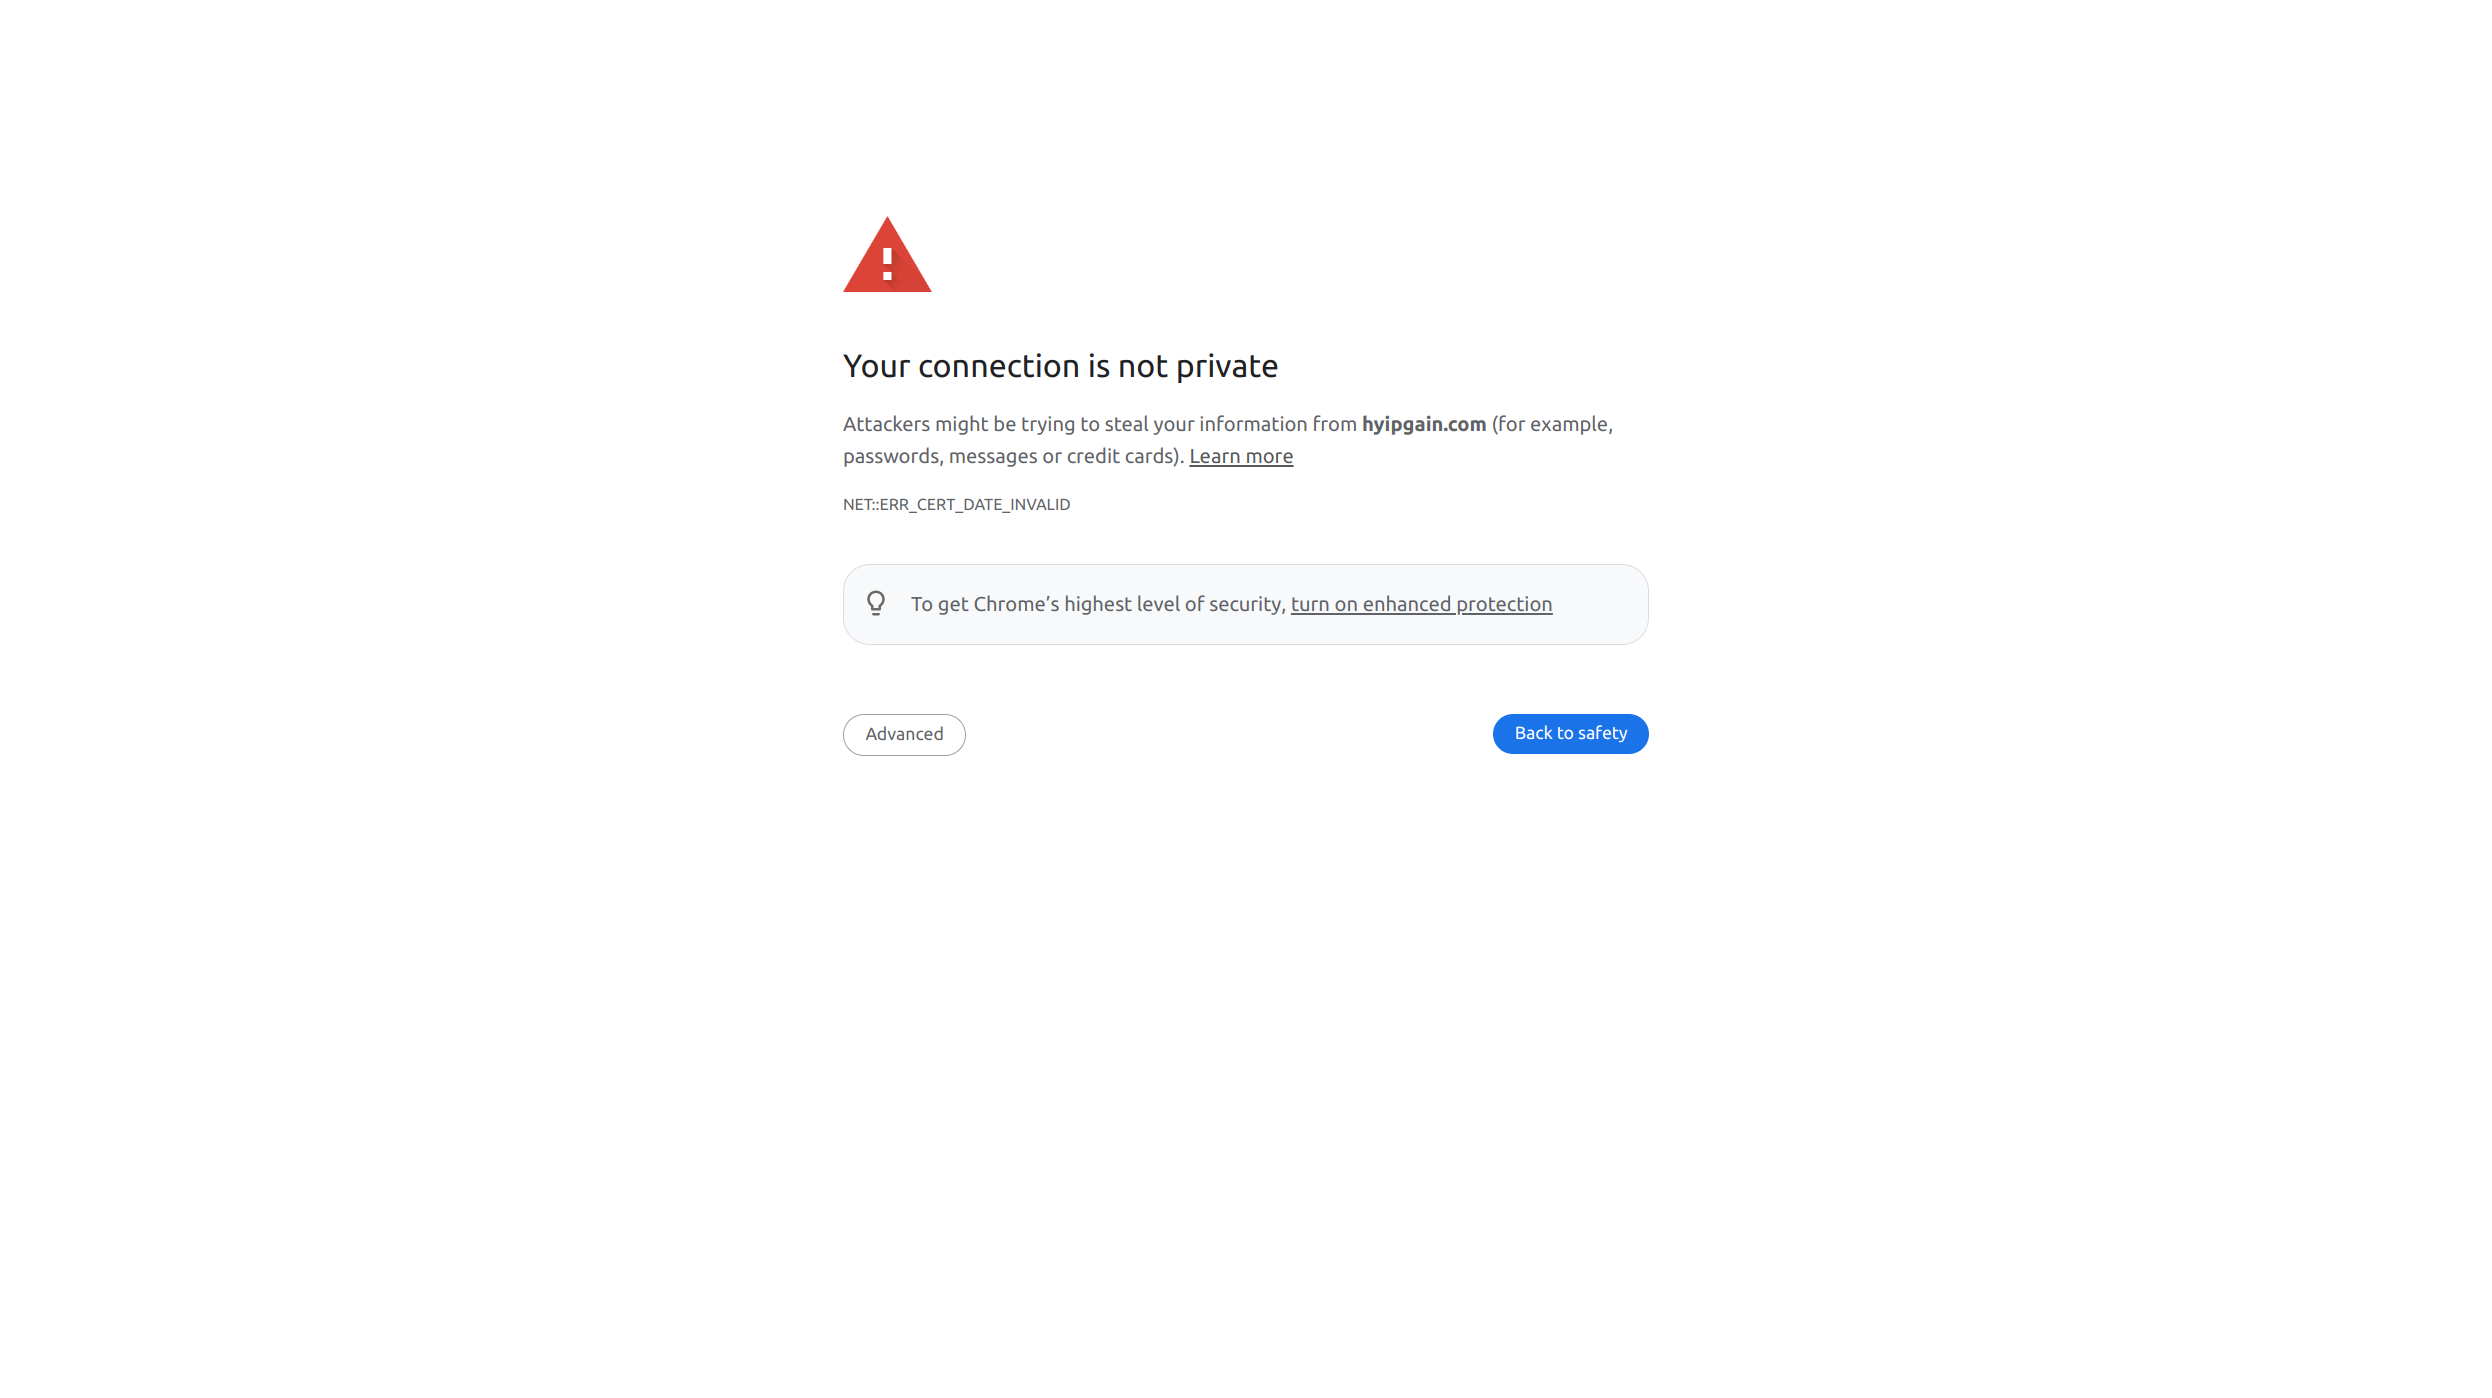 Your connection is not private
Attackers might be trying to steal your information from hyipgain.com (for example,
passwords, messages or credit cards). Learn more
NET::ERR_CERT_DATE_INVALID
To get Chrome’s highest level of security, turn on enhanced protection
Advanced
Back to safety